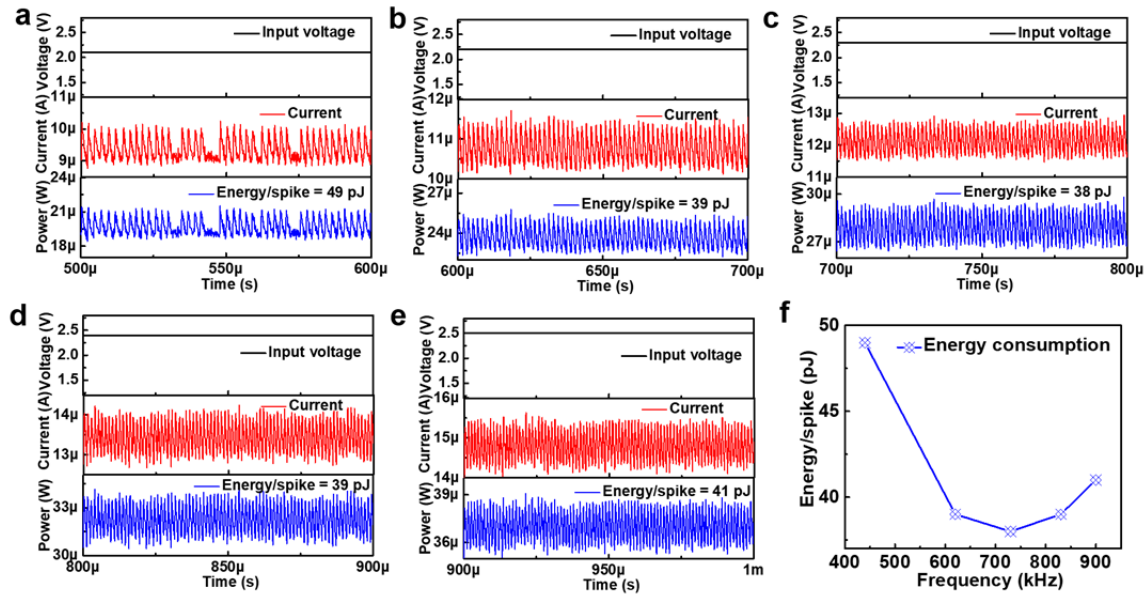 a
Voltage (V)
2.5
2.0
1.5
Input voltage
Current (A)
11μ
10μ
9μ
Current
Power (W)
24μ
21μ
18μ
Energy/spike = 49 pJ
500μ
550μ
600μ
Time (s)
b
Voltage (V)
2.5
2.0
1.5
Input voltage
Current (A)
12μ
11μ
10μ
Current
Power (W)
27μ
24μ
Energy/spike = 39 pJ
600μ
650μ
700μ
Time (s)
c
Voltage (V)
2.5
2.0
1.5
Input voltage
Current (A)
13μ
12μ
11μ
Current
Power (W)
30μ
27μ
Energy/spike = 38 pJ
700μ
750μ
800μ
Time (s)
d
Voltage (V)
2.5
2.0
1.5
Input voltage
Current (A)
14μ
13μ
Current
Power (W)
33μ
30μ
Energy/spike = 39 pJ
800μ
850μ
900μ
Time (s)
e
Voltage (V)
2.5
2.0
1.5
Input voltage
Current (A)
16μ
15μ
14μ
Current
Power (W)
39μ
36μ
Energy/spike = 41 pJ
900μ
950μ
1m
Time (s)
f
Energy/spike (pJ)
50
45
40
Energy consumption
400 500 600 700 800 900
Frequency (kHz)